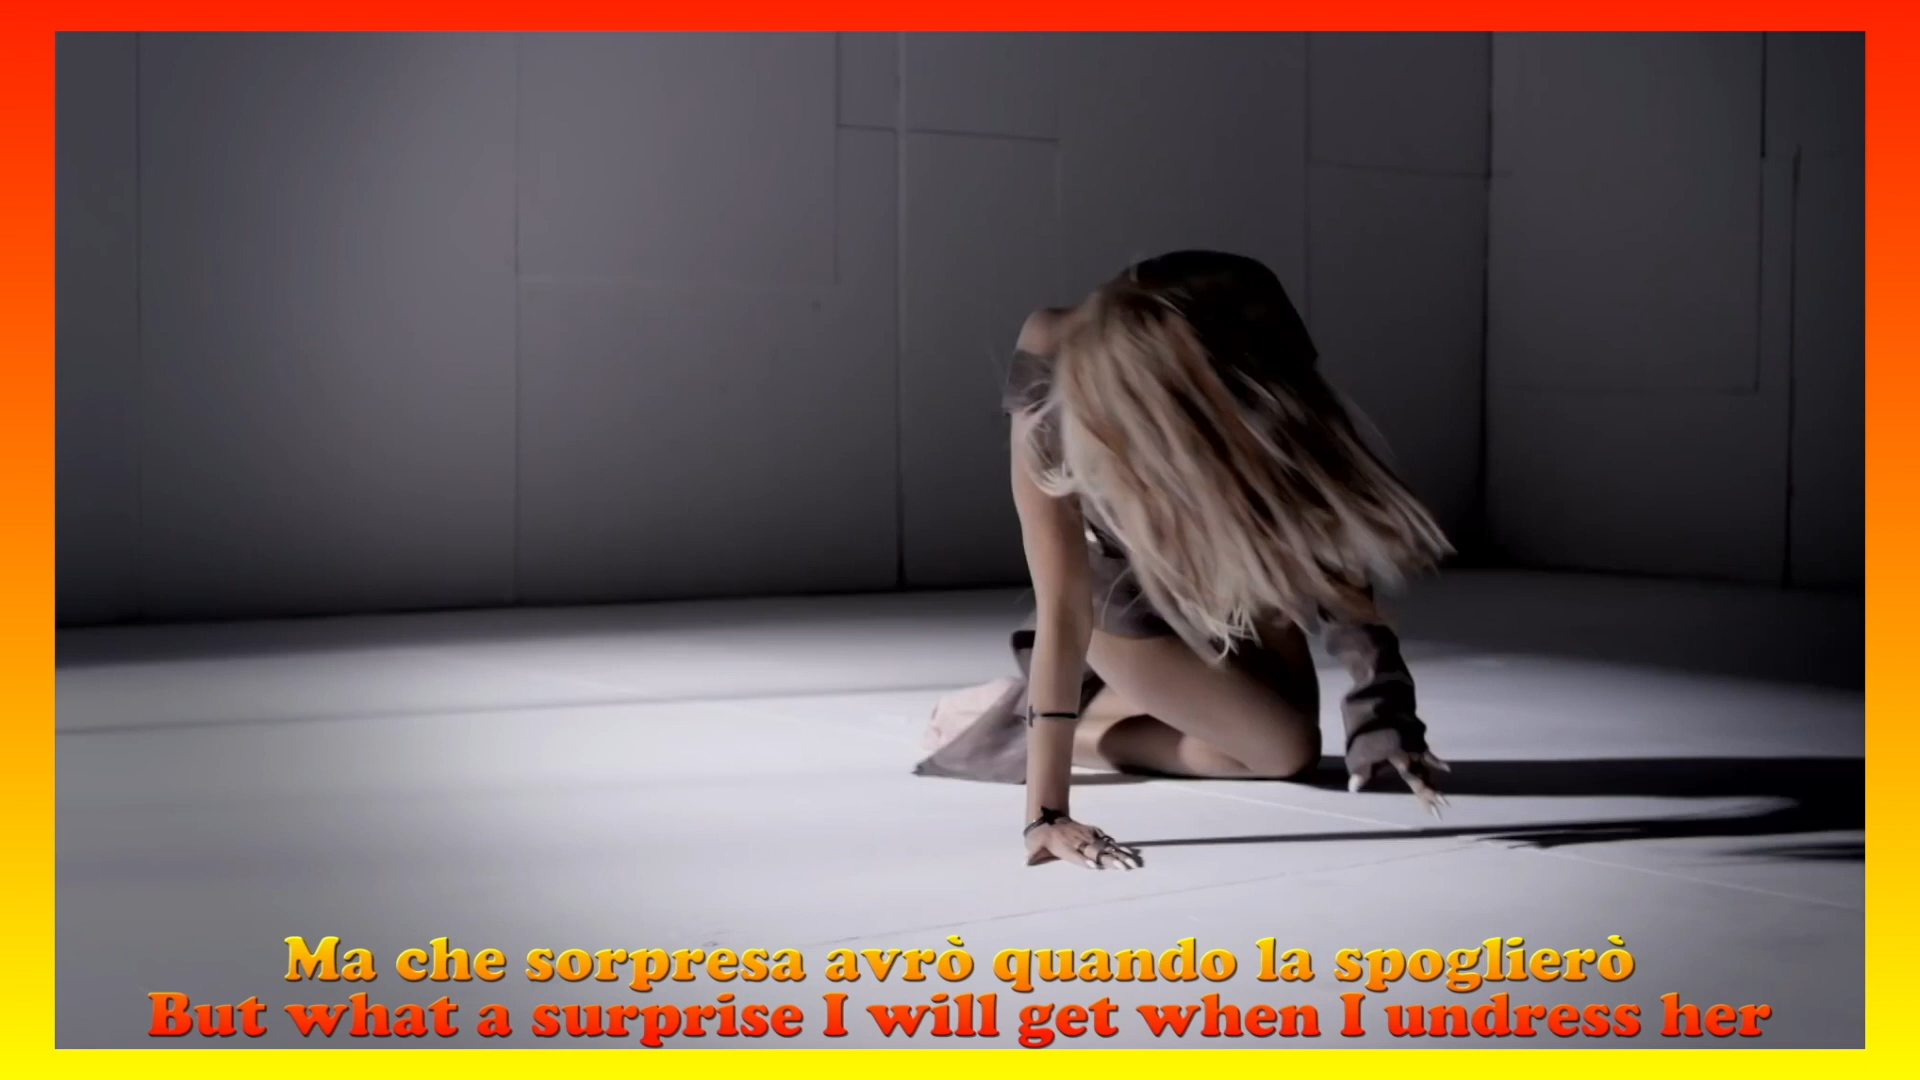 Ma che sorpresa avrò quando la spoglierò
But what a surprise I will get when I undress her